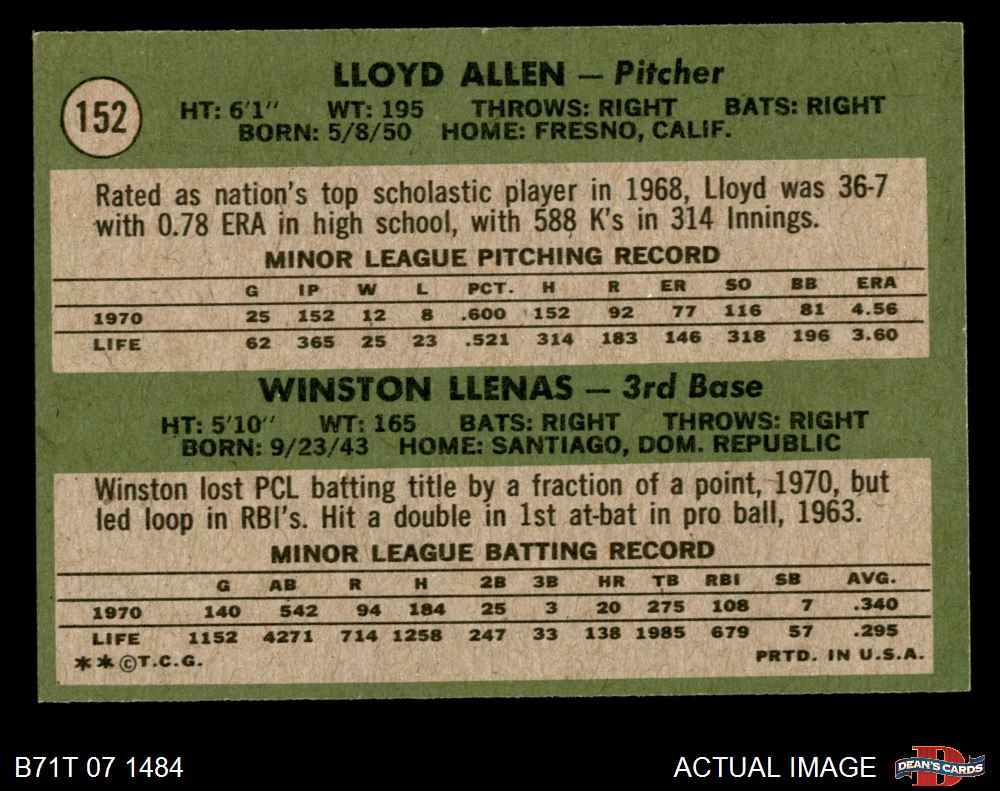 152
LLOYD ALLEN — Pitcher
HT: 6'1" WT: 195 THROWS: RIGHT BATS: RIGHT
BORN: 5/8/50 HOME: FRESNO, CALIF.
Rated as nation's top scholastic player in 1968, Lloyd was 36-7
with 0.78 ERA in high school, with 588 K's in 314 Innings.
MINOR LEAGUE PITCHING RECORD
G IP W L PCT. H R ER SO BB ERA
1970 25 152 12 8 .600 152 92 77 116 81 4.56
LIFE 62 365 25 23 .521 314 183 146 318 196 3.60
WINSTON LLENAS — 3rd Base
HT: 5'10" WT: 165 BATS: RIGHT THROWS: RIGHT
BORN: 9/23/43 HOME: SANTIAGO, DOM. REPUBLIC
Winston lost PCL batting title by a fraction of a point, 1970, but
led loop in RBI's. Hit a double in 1st at-bat in pro ball, 1963.
MINOR LEAGUE BATTING RECORD
G AB R H 2B 3B HR TB RBI SB AVG.
1970 140 542 94 184 25 3 20 275 108 7 .340
LIFE 1152 4271 714 1258 247 33 138 1985 679 57 .295
**©T.C.G. PRTD. IN U.S.A.
B71T 07 1484 ACTUAL IMAGE D DEAN'S CARDS